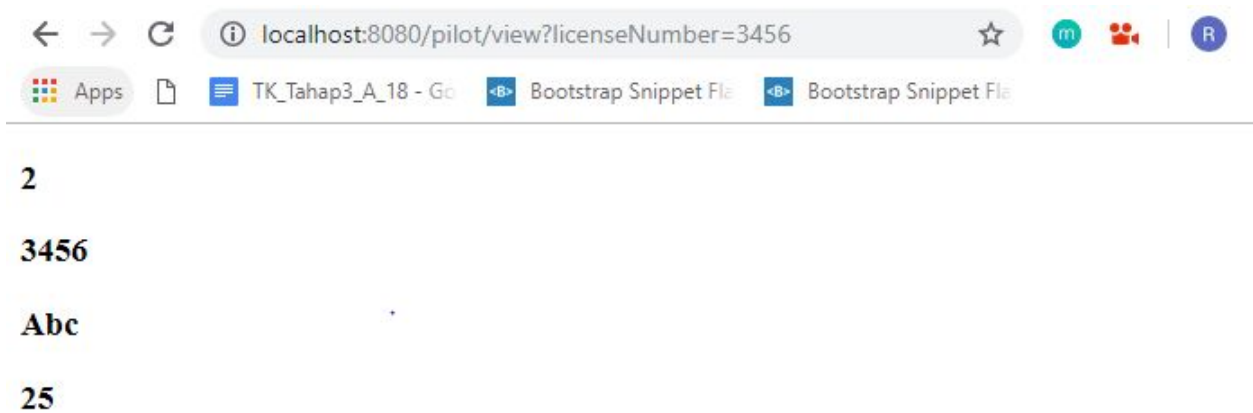 localhost:8080/pilot/view?licenseNumber=3456
m
R
Apps
TK_Tahap3_A_18 - Go
<B>
Bootstrap Snippet Fla
<B>
Bootstrap Snippet Fla
2
3456
Abc
25